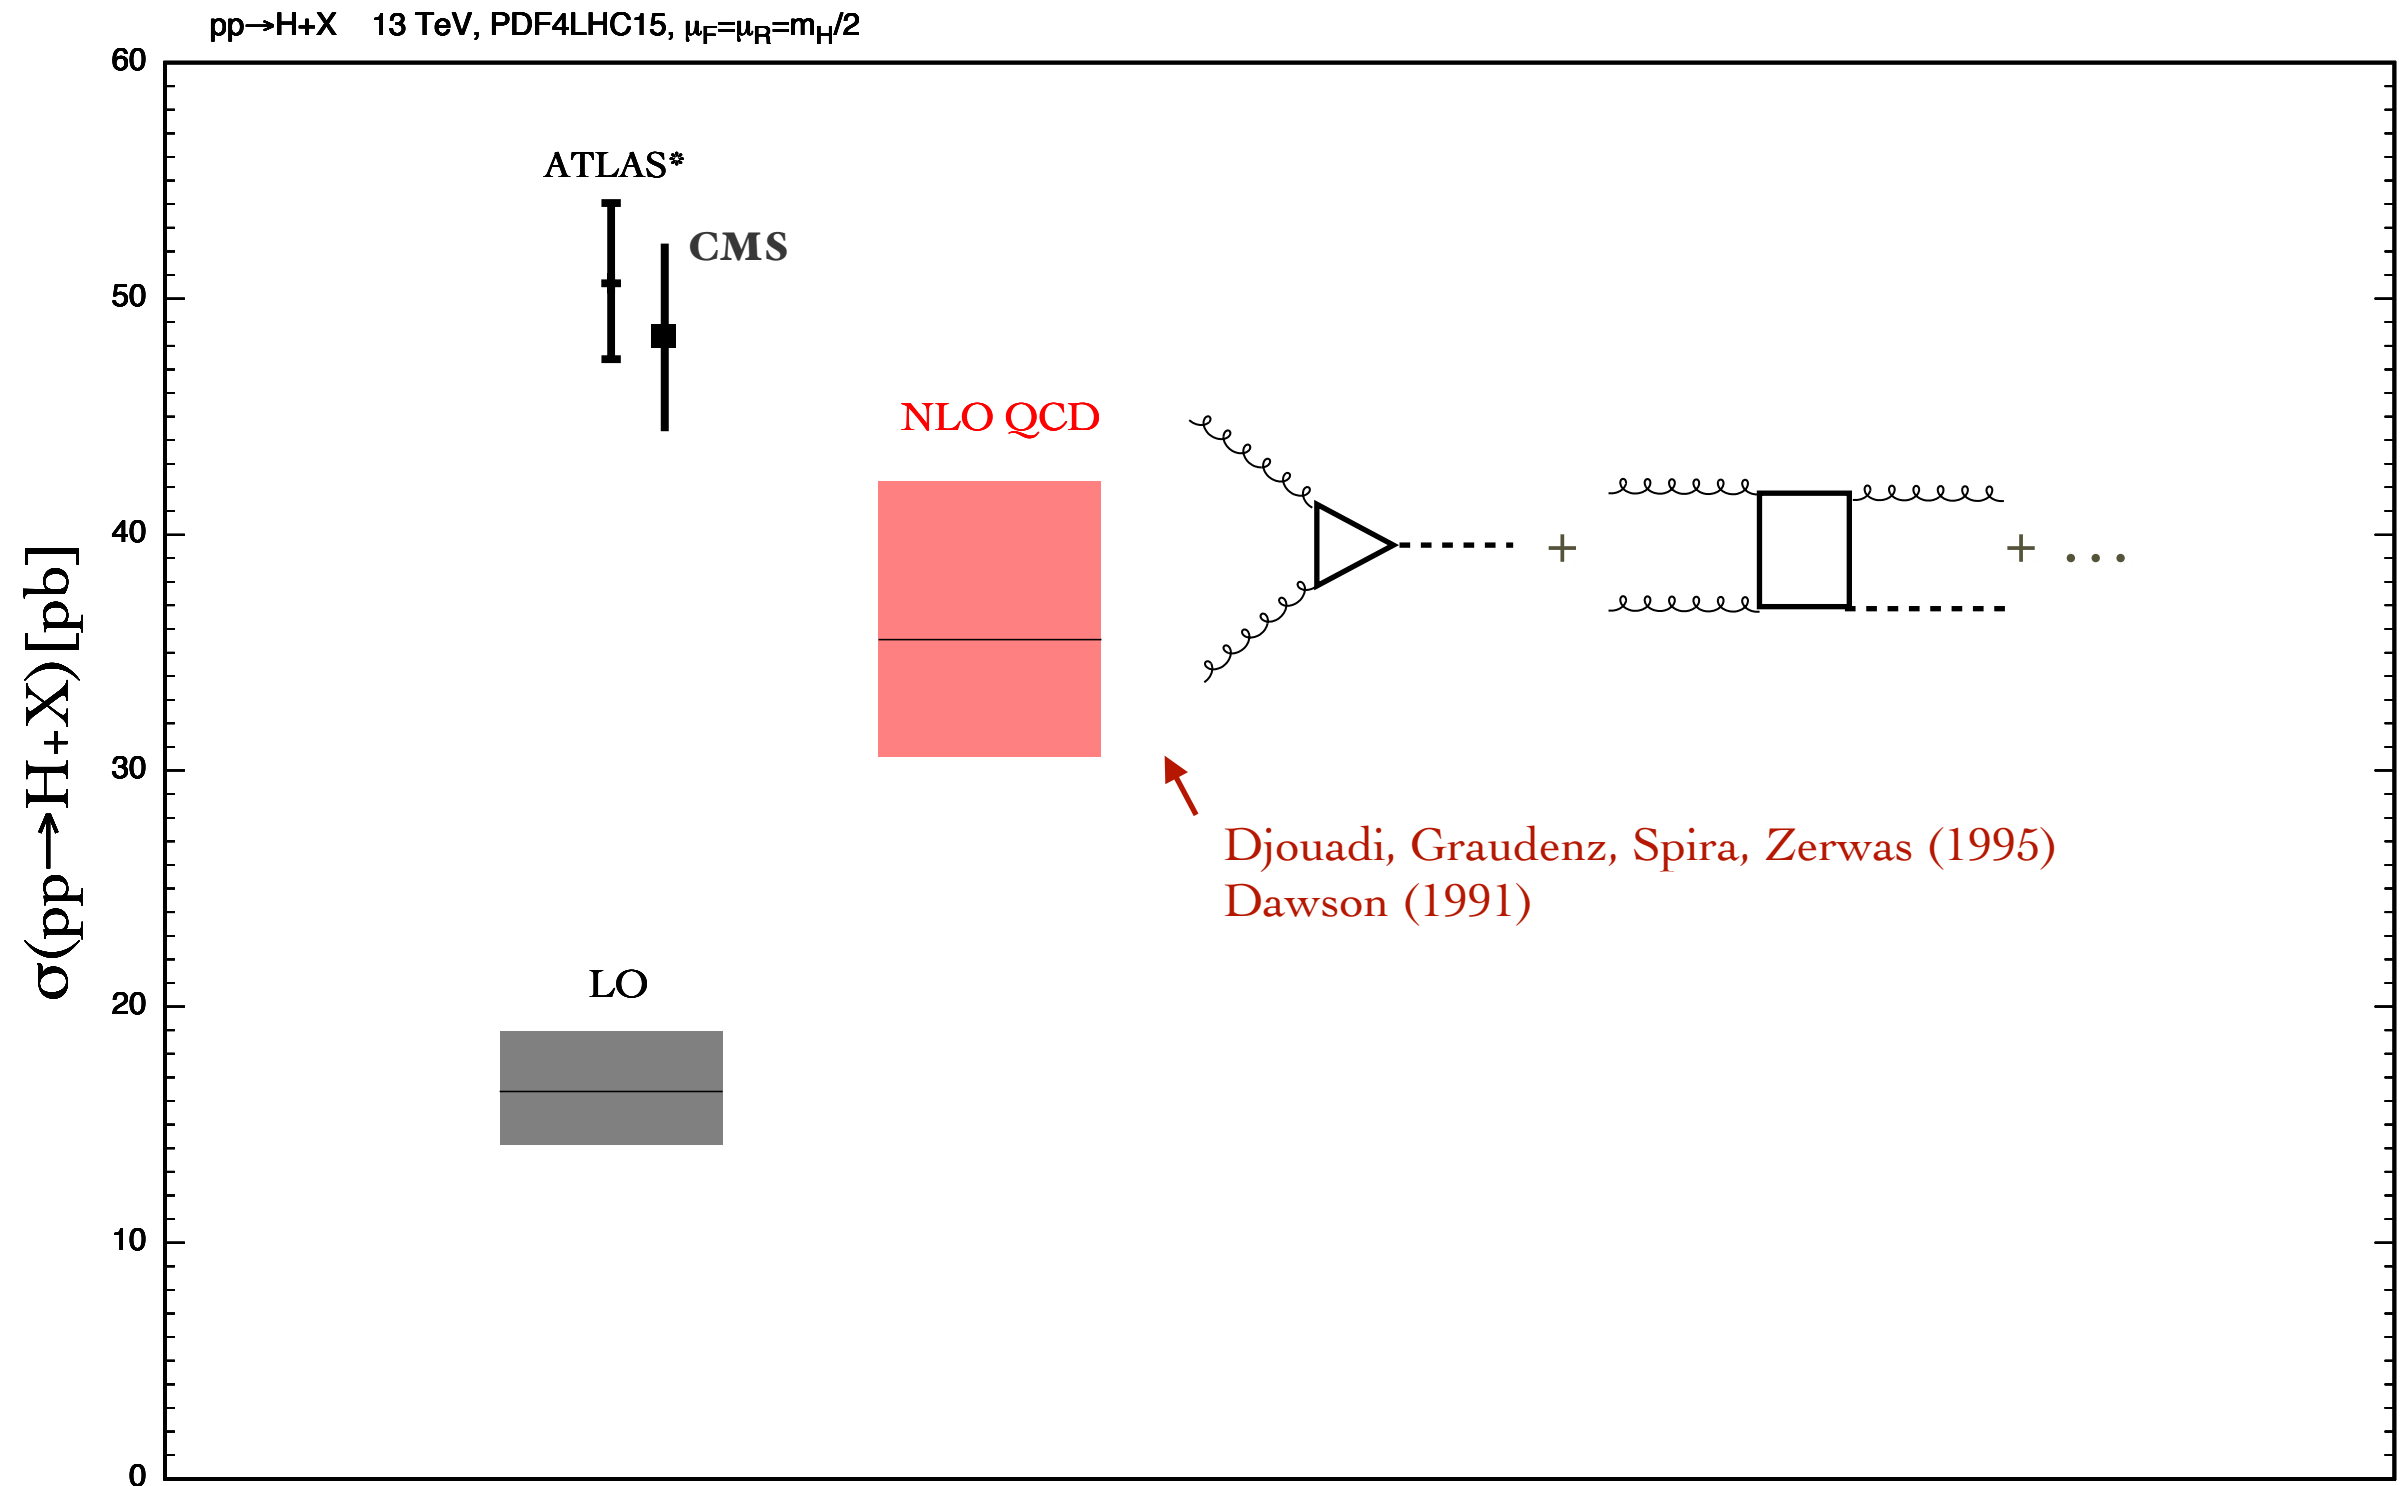 pp→H+X 13 TeV, PDF4LHC15, μF=μR=mH/2
60
ATLAS*
CMS
50
NLO QCD
40
+
+ ...
σ(pp→H+X)[pb]
30
Djouadi, Graudenz, Spira, Zerwas (1995)
Dawson (1991)
LO
20
10
0